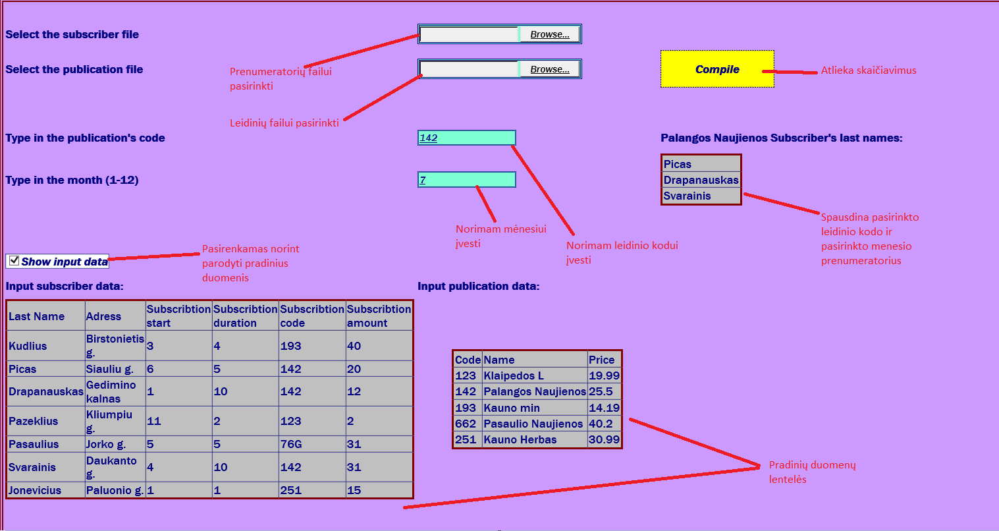 Select the subscriber file
Browse...
Select the publication file
Browse...
Prenumeratorių failui
pasirinkti
Compile
Atlieka skaičiavimus
Leidinių failui pasirinkti
Type in the publication's code
142
Palangos Naujienos Subscriber's last names:
Picas
Drapanauskas
Svarainis
Type in the month (1-12)
7
Norimam mėnesiui
įvesti
Norimam leidinio kodui
įvesti
Spausdina pasirinkto
leidinio kodo ir
pasirinkto menesio
prenumeratorius
Show input data
Pasirenkamas norint
parodyti pradinius
duomenis
Input subscriber data:
Input publication data:
Last Name Adress Subscribtion start Subscribtion duration Subscribtion code Subscribtion amount
Kudlius Birstonietis g. 3 4 193 40
Picas Siauliu g. 6 5 142 20
Drapanauskas Gedimino kalnas 1 10 142 12
Pazeklius Kliumpiu g. 11 2 123 2
Pasaulius Jorko g. 5 5 76G 31
Svarainis Daukanto g. 4 10 142 31
Jonevicius Paluonio g. 1 1 251 15
Code Name Price
123 Klaipedos L 19.99
142 Palangos Naujienos 25.5
193 Kauno min 14.19
662 Pasaulio Naujienos 40.2
251 Kauno Herbas 30.99
Pradinių duomenų
lentelės